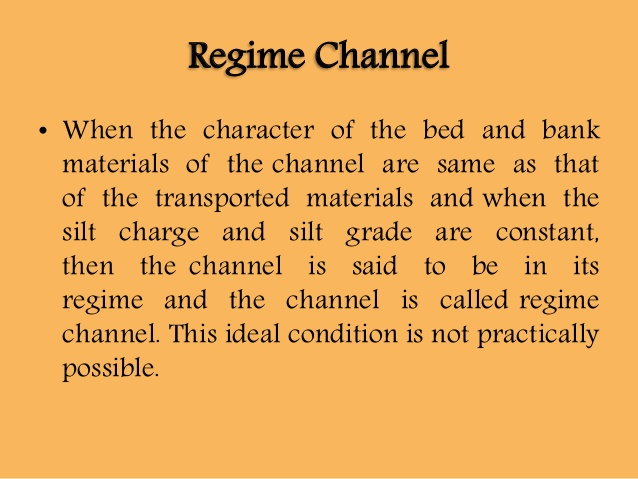 Regime Channel
• When the character of the bed and bank
materials of the channel are same as that
of the transported materials and when the
silt charge and silt grade are constant,
then the channel is said to be in its
regime and the channel is called regime
channel. This ideal condition is not practically
possible.